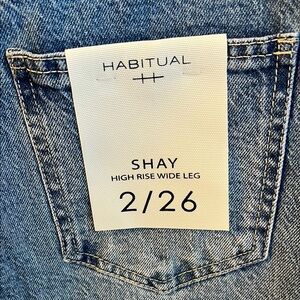 HABITUAL
SHAY
HIGH RISE WIDE LEG
2/26